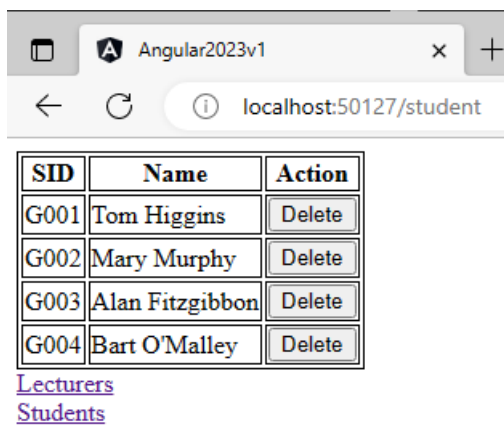 Angular2023v1
localhost:50127/student
SID Name Action
G001 Tom Higgins Delete
G002 Mary Murphy Delete
G003 Alan Fitzgibbon Delete
G004 Bart O'Malley Delete
Lecturers
Students